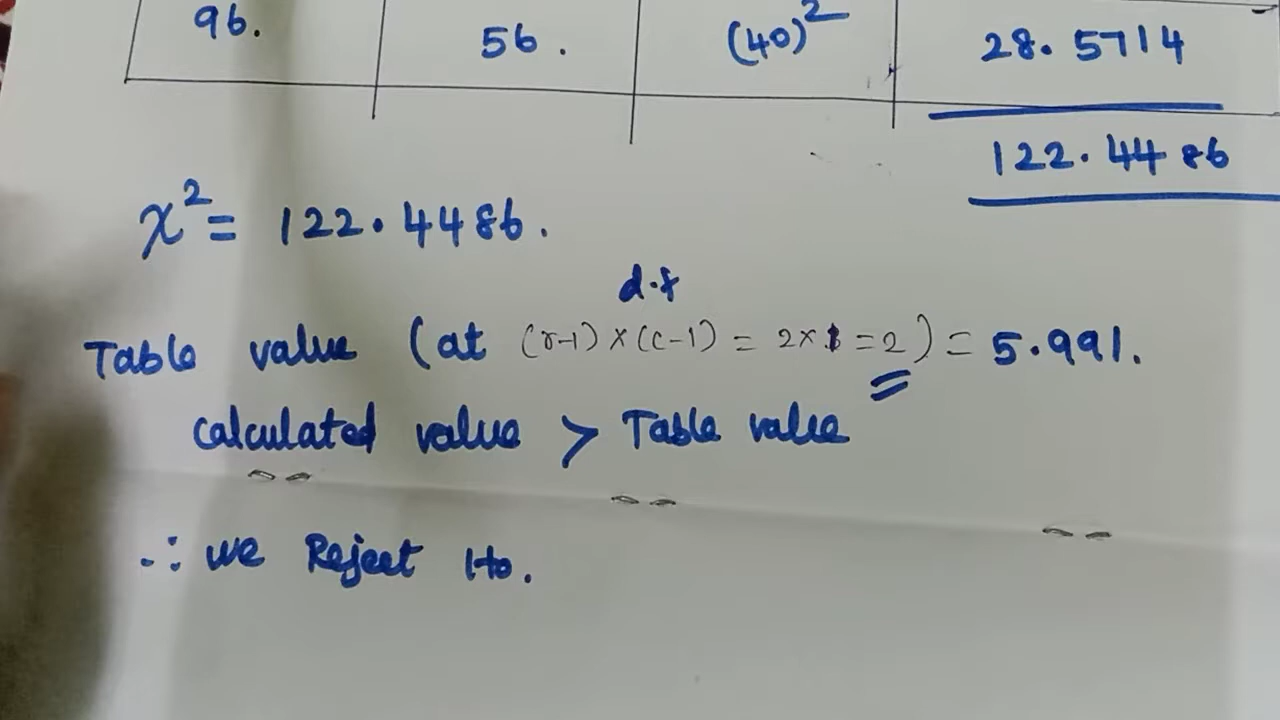 96. 56. (40)² 28.5714
122.4486
χ² = 122.4486.
d.f
Table value (at (r-1)×(c-1) = 2×1 = 2) = 5.991.
calculated value > Table value
∴ we Reject H0.